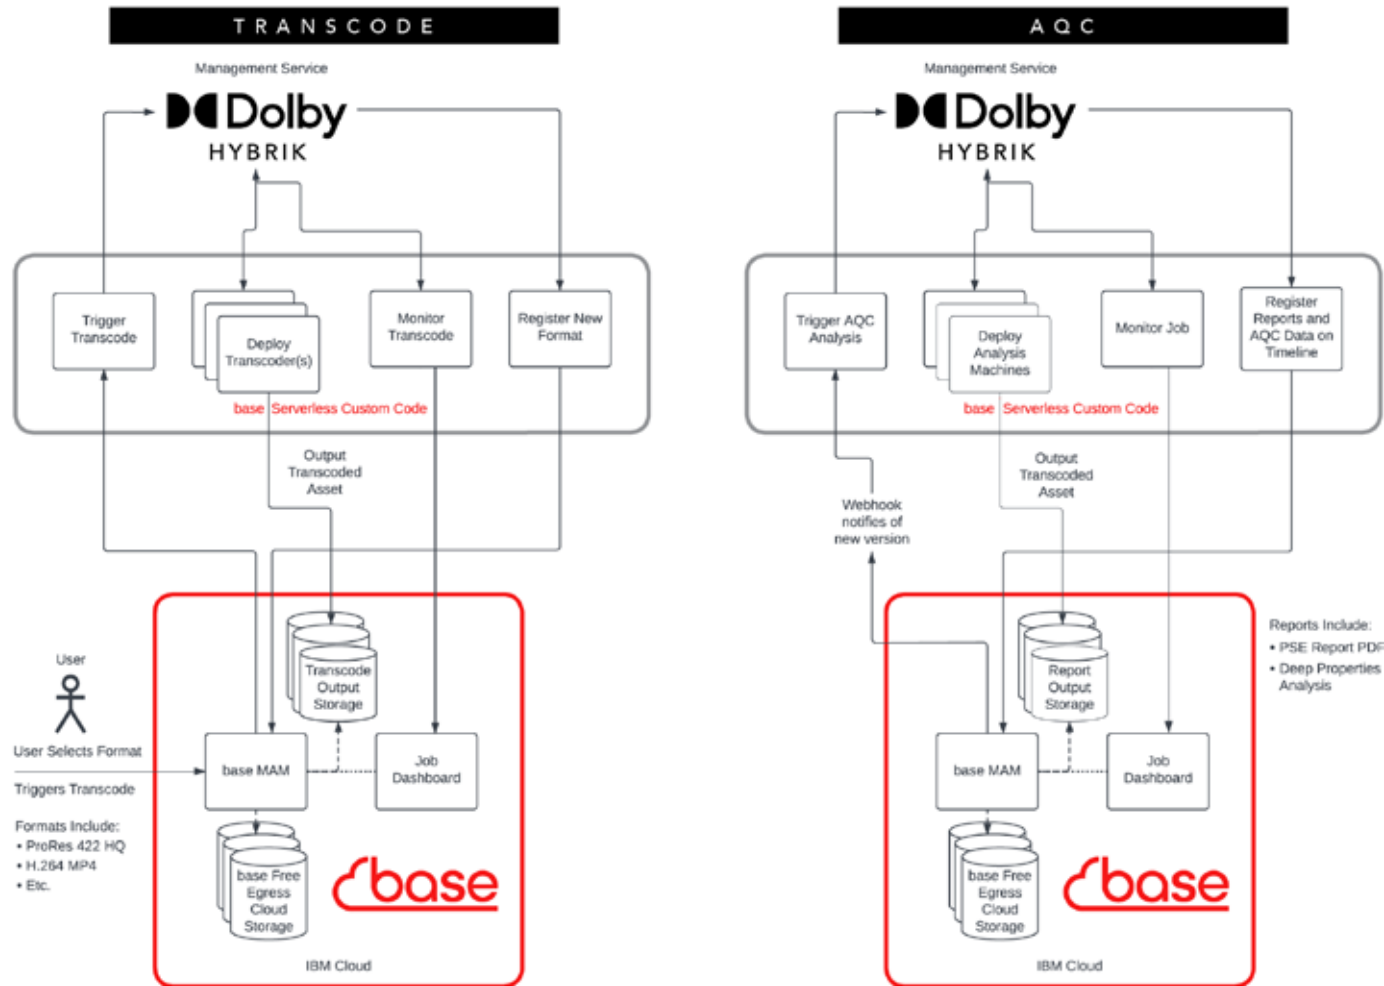 TRANSCODE
Management Service
Dolby
HYBRIK
Trigger
Transcode
Deploy
Transcoder(s)
Monitor
Transcode
Register New
Format
base Serverless Custom Code
Output
Transcoded
Asset
User
User Selects Format
Triggers Transcode
Formats Include:
• ProRes 422 HQ
• H.264 MP4
• Etc.
Transcode
Output
Storage
base MAM
Job
Dashboard
base Free
Egress
Cloud
Storage
base
IBM Cloud
AQC
Management Service
Dolby
HYBRIK
Trigger AQC
Analysis
Deploy
Analysis
Machines
Monitor Job
Register
Reports and
AQC Data on
Timeline
base Serverless Custom Code
Output
Transcoded
Asset
Webhook
notifies of
new version
Report
Output
Storage
Reports Include:
• PSE Report PDF
• Deep Properties
Analysis
base MAM
Job
Dashboard
base Free
Egress
Cloud
Storage
base
IBM Cloud